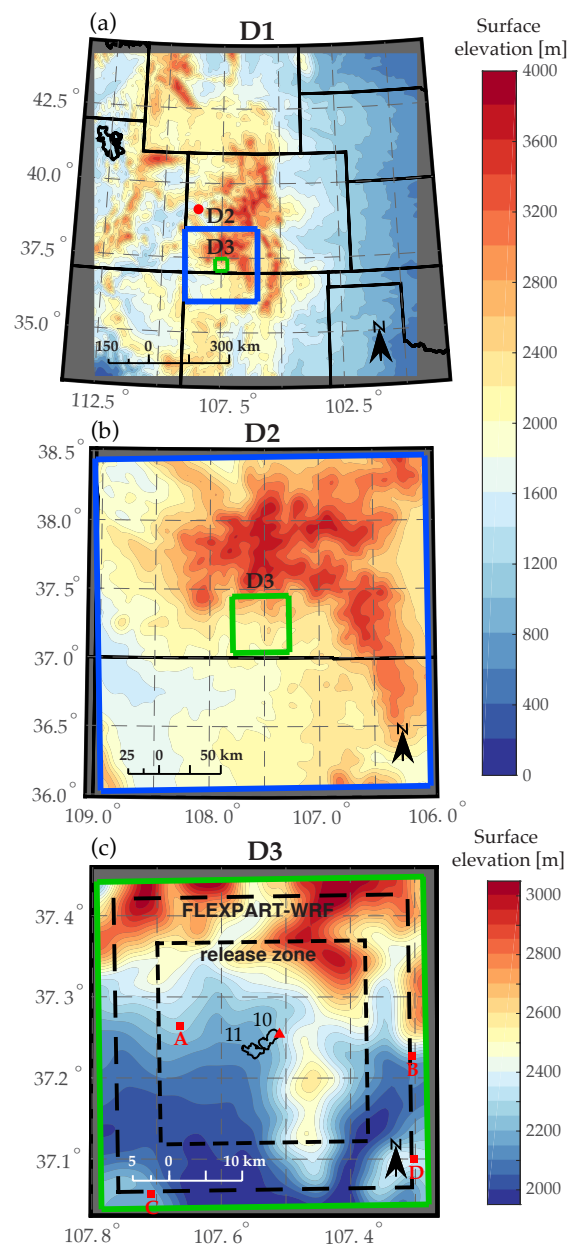 (a)
D1
Surface
elevation [m]
42.5°
40.0°
37.5°
35.0°
D2
D3
150 0 300 km
N
112.5° 107.5° 102.5°
4000
3600
3200
2800
2400
2000
1600
1200
800
400
0
(b)
D2
38.5°
38.0°
37.5°
37.0°
36.5°
36.0°
D3
25 0 50 km
N
109.0° 108.0° 107.0° 106.0°
(c)
D3
Surface
elevation [m]
37.4°
37.3°
37.2°
37.1°
FLEXPART-WRF
release zone
10
11
A
B
C
D
5 0 10 km
N
107.8° 107.6° 107.4°
3000
2800
2600
2400
2200
2000